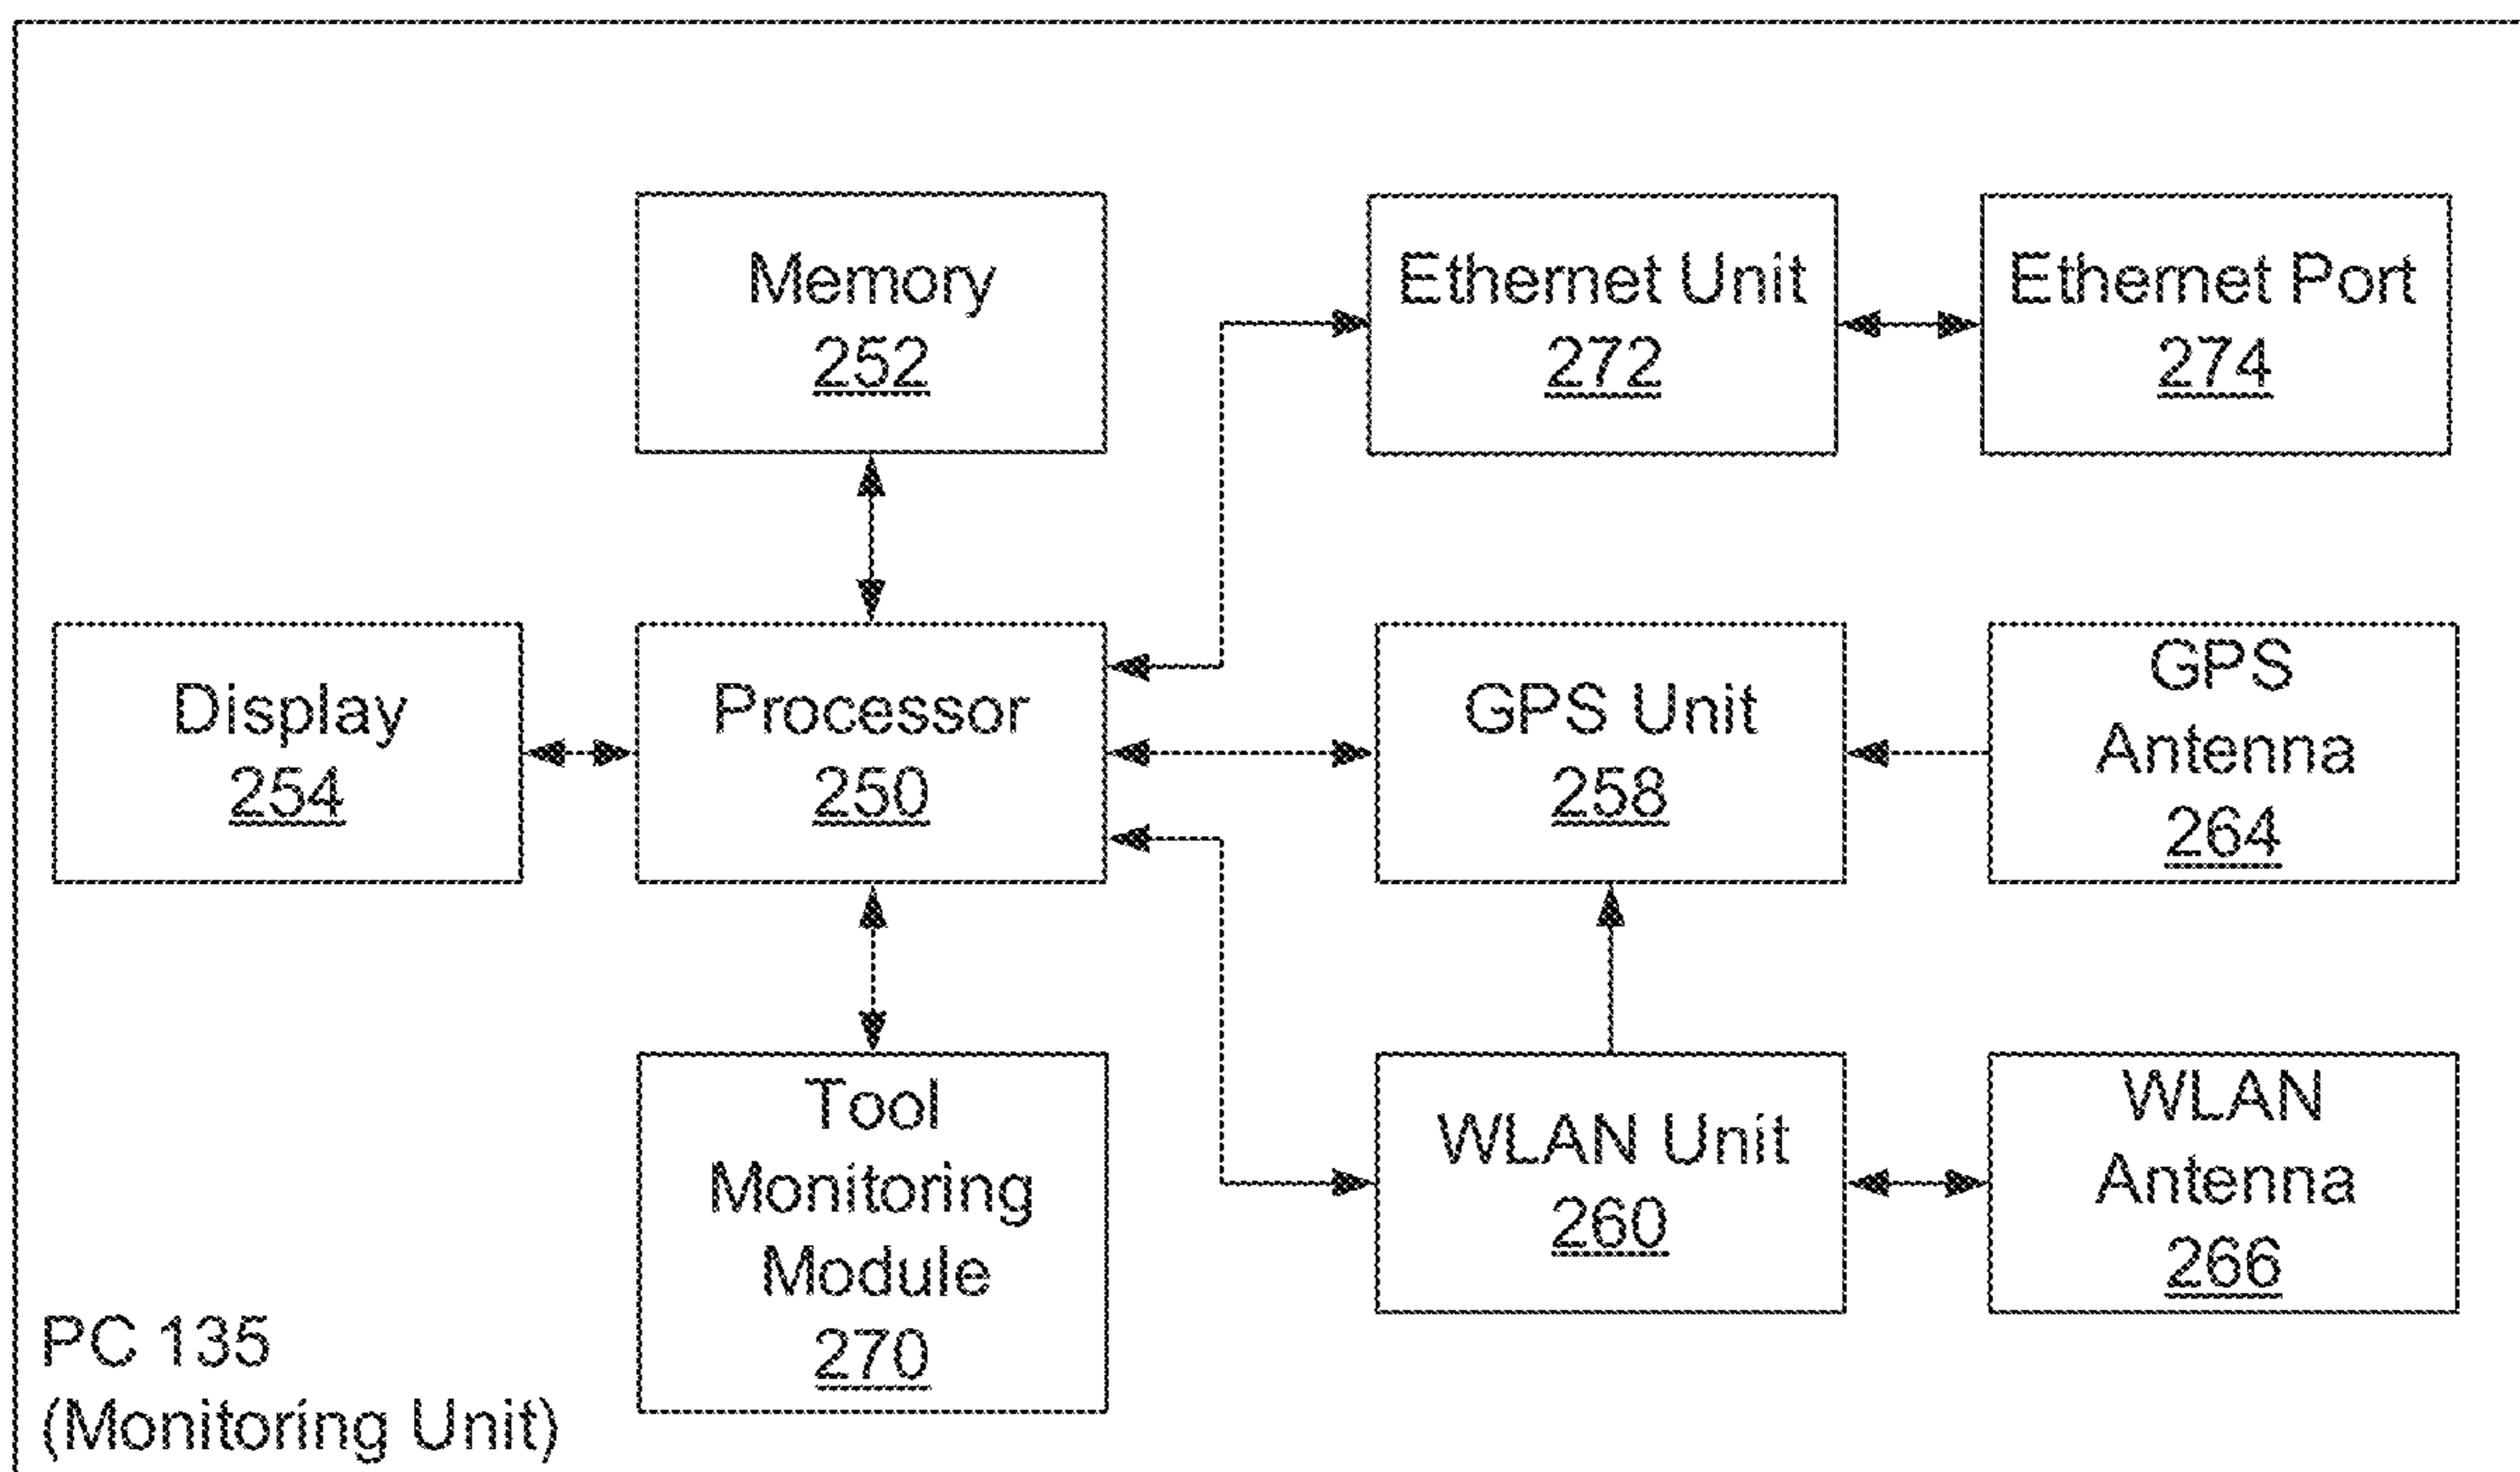 Memory
252
Ethernet Unit
272
Ethernet Port
274
Display
254
Processor
250
GPS Unit
258
GPS
Antenna
264
Tool
Monitoring
Module
270
WLAN Unit
260
WLAN
Antenna
266
PC 135
(Monitoring Unit)